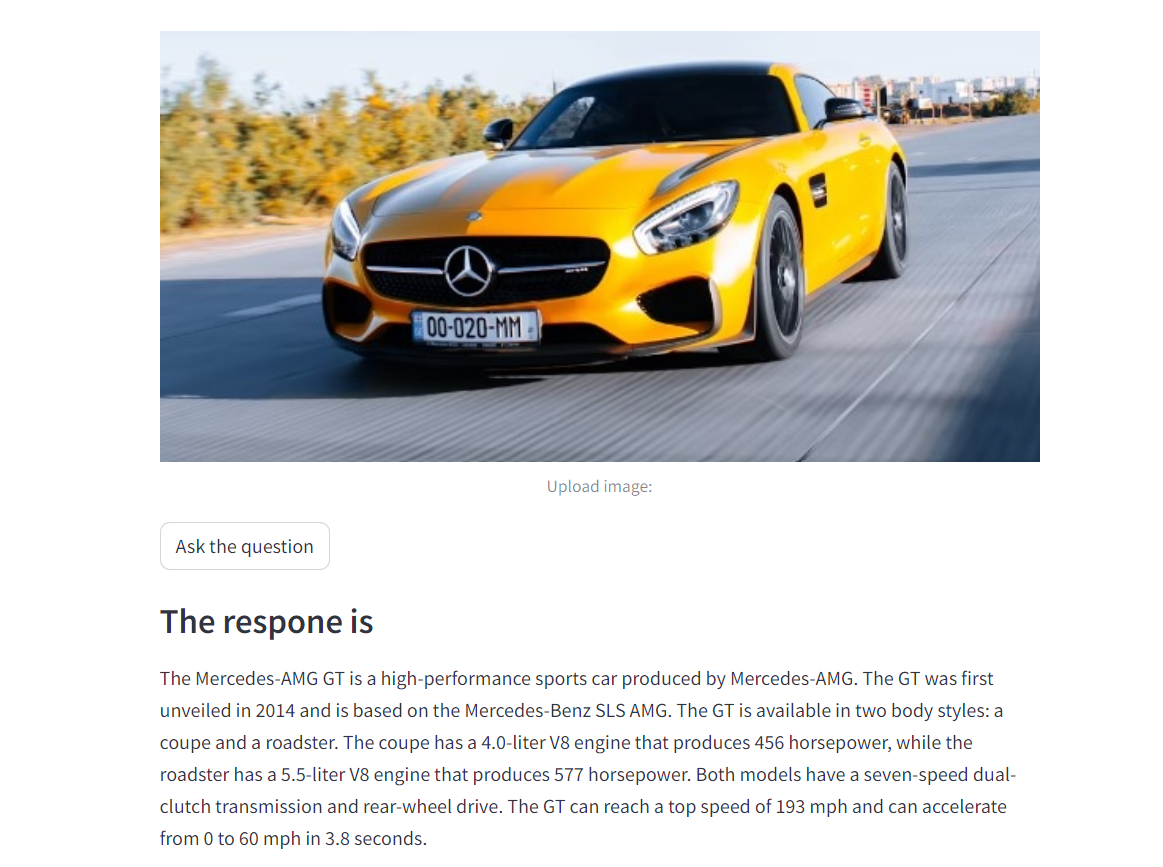 00-020-MM
Upload image:
Ask the question
The respone is
The Mercedes-AMG GT is a high-performance sports car produced by Mercedes-AMG. The GT was first
unveiled in 2014 and is based on the Mercedes-Benz SLS AMG. The GT is available in two body styles: a
coupe and a roadster. The coupe has a 4.0-liter V8 engine that produces 456 horsepower, while the
roadster has a 5.5-liter V8 engine that produces 577 horsepower. Both models have a seven-speed dual-
clutch transmission and rear-wheel drive. The GT can reach a top speed of 193 mph and can accelerate
from 0 to 60 mph in 3.8 seconds.